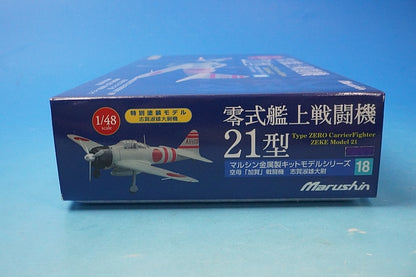 1/48
scale
特別塗装モデル
志賀淑雄大尉機
零式艦上戦闘機
21型
Type ZERO CarrierFighter
ZEKE Model 21
マルシン金属製キットモデルシリーズ
18
空母「加賀」戦闘機 志賀淑雄大尉
Marushin